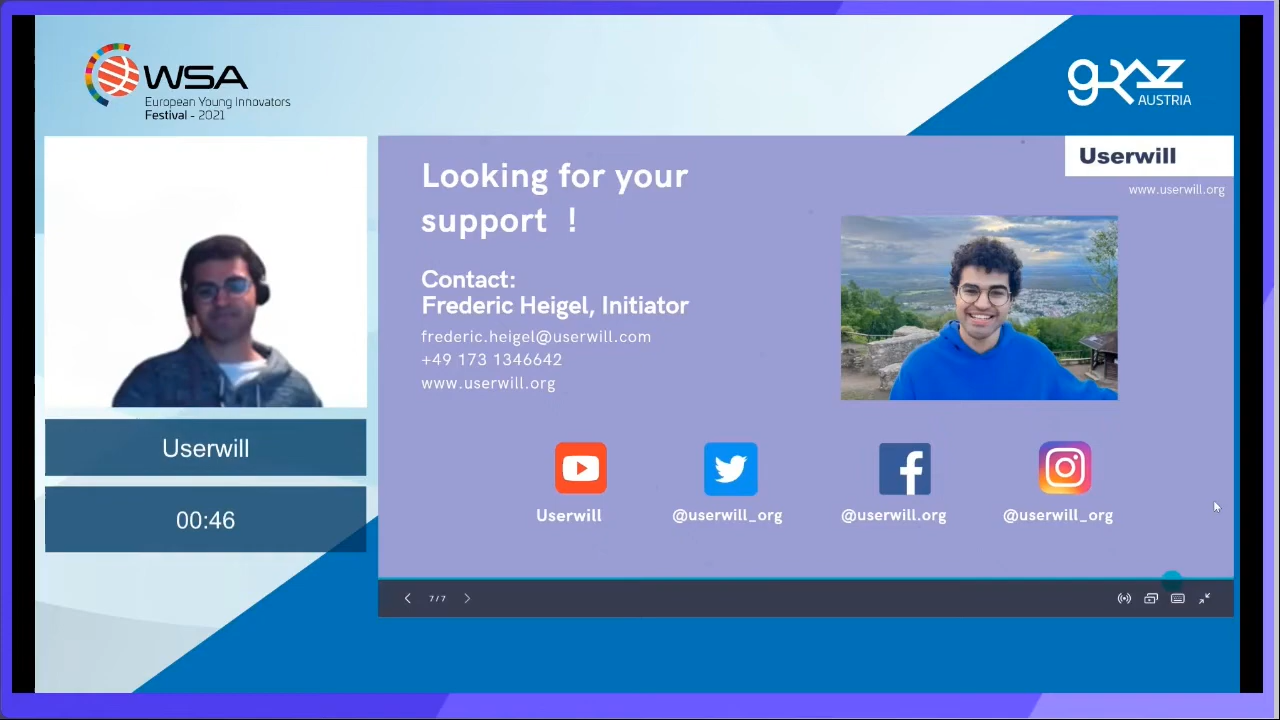 WSA
European Young Innovators
Festival - 2021
GRAZ
AUSTRIA
Userwill
www.userwill.org
Looking for your
support !
Contact:
Frederic Heigel, Initiator
frederic.heigel@userwill.com
+49 173 1346642
www.userwill.org
Userwill
@userwill_org
@userwill.org
@userwill_org
Userwill
00:46
7/7